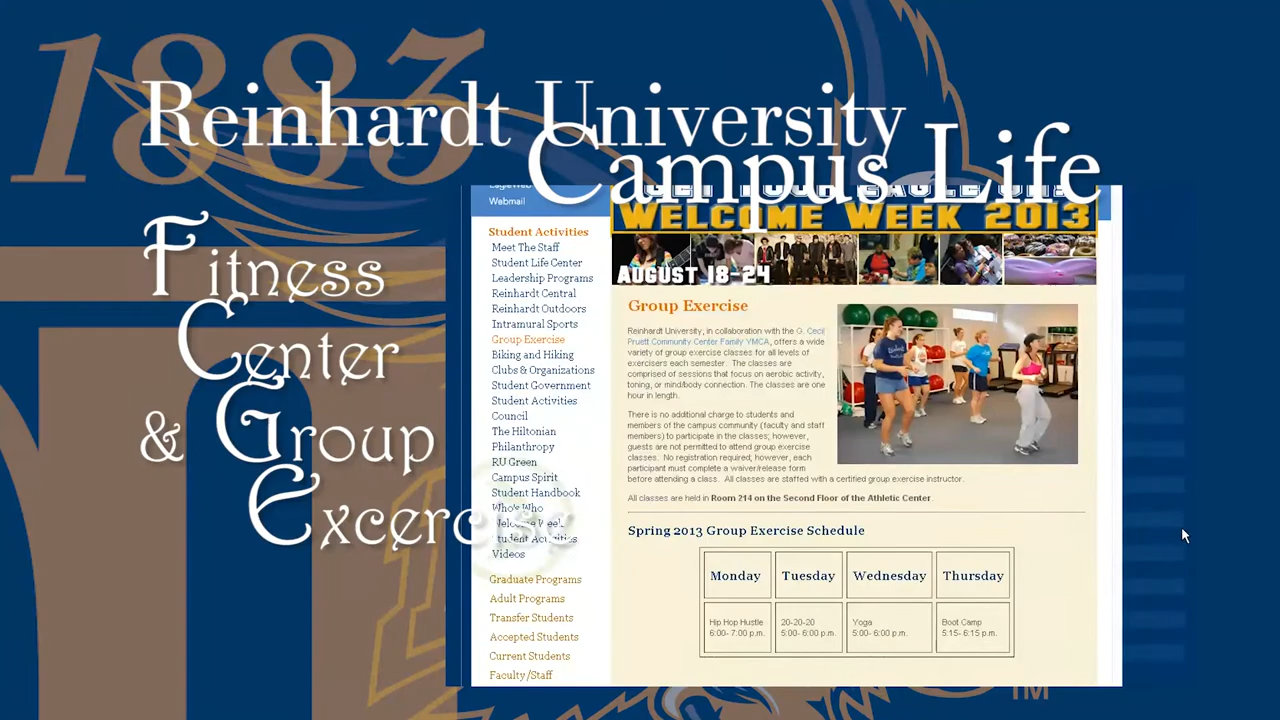 1883
Reinhardt University
Campus Life
Fitness
Center
& Group
Excercise
Webmail
Student Activities
Meet The Staff
Student Life Center
Leadership Programs
Reinhardt Central
Reinhardt Outdoors
Intramural Sports
Group Exercise
Biking and Hiking
Clubs & Organizations
Student Government
Student Activities
Council
The Hiltonian
Philanthropy
RU Green
Campus Spirit
Student Handbook
Who's Who
Welcome Week
Student Activities
Videos
Graduate Programs
Adult Programs
Transfer Students
Accepted Students
Current Students
Faculty/Staff
WELCOME WEEK 2013
AUGUST 18-24
Group Exercise
Reinhardt University, in collaboration with the G. Cecil
Pruett Community Center Family YMCA, offers a wide
variety of group exercise classes for all levels of
exercisers each semester. The classes are
comprised of sessions that focus on aerobic activity,
toning, or mind/body connection. The classes are one
hour in length.
There is no additional charge to students and
members of the campus community (faculty and staff
members) to participate in the classes; however,
guests are not permitted to attend group exercise
classes. No registration required; however, each
participant must complete a waiver/release form
before attending a class. All classes are staffed with a certified group exercise instructor.
All classes are held in Room 214 on the Second Floor of the Athletic Center.
Spring 2013 Group Exercise Schedule
Monday Tuesday Wednesday Thursday
Hip Hop Hustle 20-20-20 Yoga Boot Camp
6:00- 7:00 p.m. 5:00- 6:00 p.m. 5:00- 6:00 p.m. 5:15- 6:15 p.m.
TM